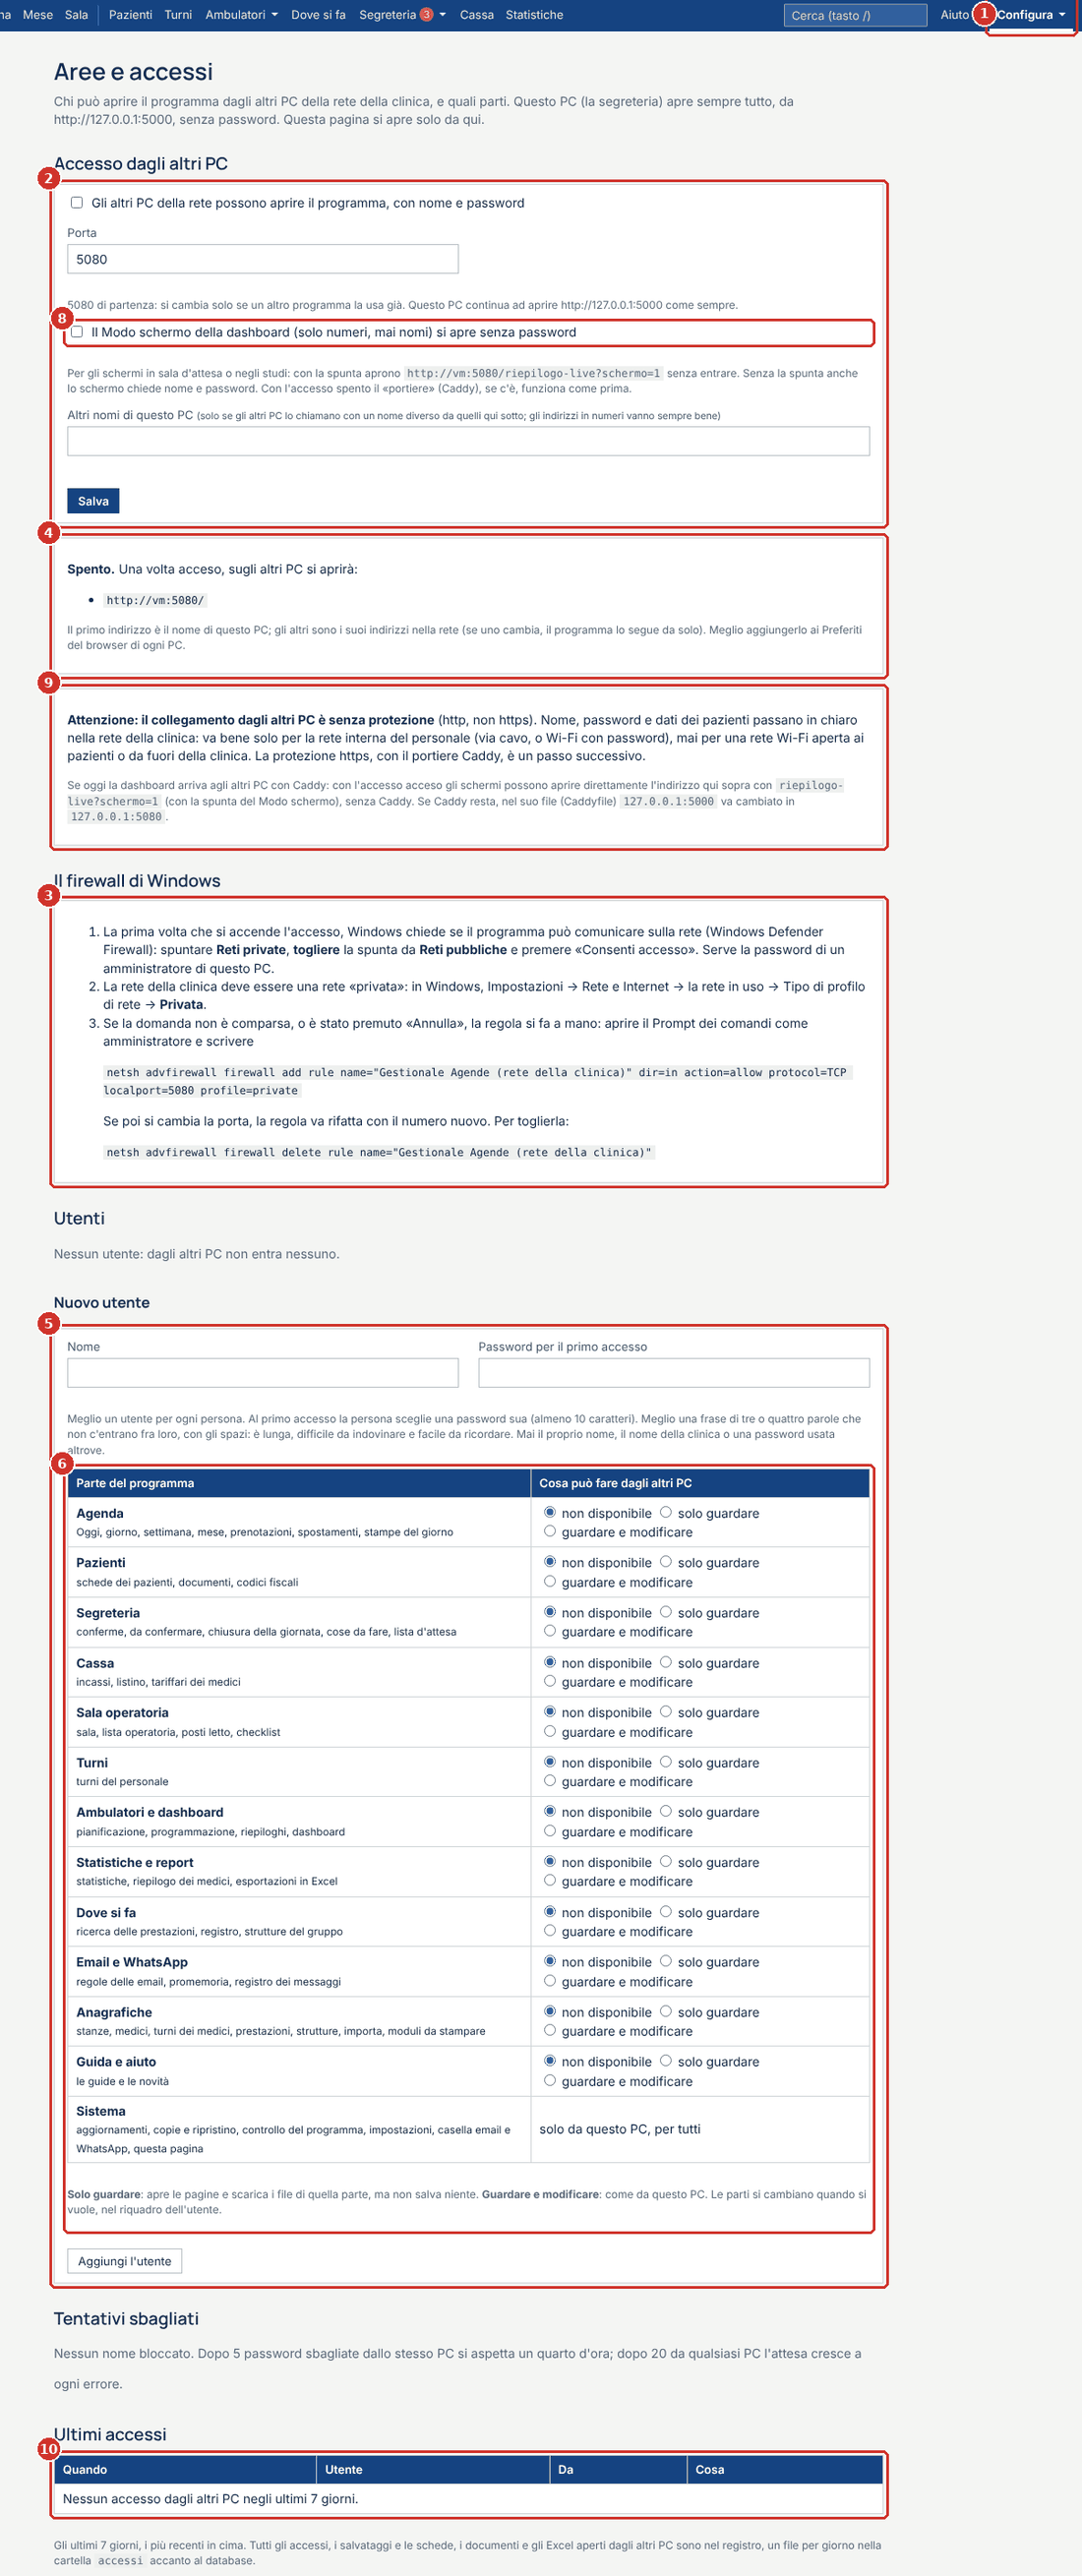 na Mese Sala Pazienti Turni Ambulatori Dove si fa Segreteria 3 Cassa Statistiche Cerca (tasto /) Aiuto 1 Configura
Aree e accessi
Chi può aprire il programma dagli altri PC della rete della clinica, e quali parti. Questo PC (la segreteria) apre sempre tutto, da
http://127.0.0.1:5000, senza password. Questa pagina si apre solo da qui.
Accesso dagli altri PC
2
Gli altri PC della rete possono aprire il programma, con nome e password
Porta
5080
5080 di partenza: si cambia solo se un altro programma la usa già. Questo PC continua ad aprire http://127.0.0.1:5000 come sempre.
8
Il Modo schermo della dashboard (solo numeri, mai nomi) si apre senza password
Per gli schermi in sala d'attesa o negli studi: con la spunta aprono http://vm:5080/riepilogo-live?schermo=1 senza entrare. Senza la spunta anche
lo schermo chiede nome e password. Con l'accesso spento il «portiere» (Caddy), se c'è, funziona come prima.
Altri nomi di questo PC (solo se gli altri PC lo chiamano con un nome diverso da quelli qui sotto; gli indirizzi in numeri vanno sempre bene)
Salva
4
Spento. Una volta acceso, sugli altri PC si aprirà:
• http://vm:5080/
Il primo indirizzo è il nome di questo PC; gli altri sono i suoi indirizzi nella rete (se uno cambia, il programma lo segue da solo). Meglio aggiungerlo ai Preferiti
del browser di ogni PC.
9
Attenzione: il collegamento dagli altri PC è senza protezione (http, non https). Nome, password e dati dei pazienti passano in chiaro
nella rete della clinica: va bene solo per la rete interna del personale (via cavo, o Wi-Fi con password), mai per una rete Wi-Fi aperta ai
pazienti o da fuori della clinica. La protezione https, con il portiere Caddy, è un passo successivo.
Se oggi la dashboard arriva agli altri PC con Caddy: con l'accesso acceso gli schermi possono aprire direttamente l'indirizzo qui sopra con riepilogo-
live?schermo=1 (con la spunta del Modo schermo), senza Caddy. Se Caddy resta, nel suo file (Caddyfile) 127.0.0.1:5000 va cambiato in
127.0.0.1:5080 .
Il firewall di Windows
3
1. La prima volta che si accende l'accesso, Windows chiede se il programma può comunicare sulla rete (Windows Defender
Firewall): spuntare Reti private, togliere la spunta da Reti pubbliche e premere «Consenti accesso». Serve la password di un
amministratore di questo PC.
2. La rete della clinica deve essere una rete «privata»: in Windows, Impostazioni → Rete e Internet → la rete in uso → Tipo di profilo
di rete → Privata.
3. Se la domanda non è comparsa, o è stato premuto «Annulla», la regola si fa a mano: aprire il Prompt dei comandi come
amministratore e scrivere
netsh advfirewall firewall add rule name="Gestionale Agende (rete della clinica)" dir=in action=allow protocol=TCP
localport=5080 profile=private
Se poi si cambia la porta, la regola va rifatta con il numero nuovo. Per toglierla:
netsh advfirewall firewall delete rule name="Gestionale Agende (rete della clinica)"
Utenti
Nessun utente: dagli altri PC non entra nessuno.
Nuovo utente
5
Nome Password per il primo accesso
Meglio un utente per ogni persona. Al primo accesso la persona sceglie una password sua (almeno 10 caratteri). Meglio una frase di tre o quattro parole che
non c'entrano fra loro, con gli spazi: è lunga, difficile da indovinare e facile da ricordare. Mai il proprio nome, il nome della clinica o una password usata
altrove.
6
Parte del programma Cosa può fare dagli altri PC
Agenda non disponibile solo guardare
Oggi, giorno, settimana, mese, prenotazioni, spostamenti, stampe del giorno guardare e modificare
Pazienti non disponibile solo guardare
schede dei pazienti, documenti, codici fiscali guardare e modificare
Segreteria non disponibile solo guardare
conferme, da confermare, chiusura della giornata, cose da fare, lista d'attesa guardare e modificare
Cassa non disponibile solo guardare
incassi, listino, tariffari dei medici guardare e modificare
Sala operatoria non disponibile solo guardare
sala, lista operatoria, posti letto, checklist guardare e modificare
Turni non disponibile solo guardare
turni del personale guardare e modificare
Ambulatori e dashboard non disponibile solo guardare
pianificazione, programmazione, riepiloghi, dashboard guardare e modificare
Statistiche e report non disponibile solo guardare
statistiche, riepilogo dei medici, esportazioni in Excel guardare e modificare
Dove si fa non disponibile solo guardare
ricerca delle prestazioni, registro, strutture del gruppo guardare e modificare
Email e WhatsApp non disponibile solo guardare
regole delle email, promemoria, registro dei messaggi guardare e modificare
Anagrafiche non disponibile solo guardare
stanze, medici, turni dei medici, prestazioni, strutture, importa, moduli da stampare guardare e modificare
Guida e aiuto non disponibile solo guardare
le guide e le novità guardare e modificare
Sistema
aggiornamenti, copie e ripristino, controllo del programma, impostazioni, casella email e solo da questo PC, per tutti
WhatsApp, questa pagina
Solo guardare: apre le pagine e scarica i file di quella parte, ma non salva niente. Guardare e modificare: come da questo PC. Le parti si cambiano quando si
vuole, nel riquadro dell'utente.
Aggiungi l'utente
Tentativi sbagliati
Nessun nome bloccato. Dopo 5 password sbagliate dallo stesso PC si aspetta un quarto d'ora; dopo 20 da qualsiasi PC l'attesa cresce a
ogni errore.
Ultimi accessi
10
Quando Utente Da Cosa
Nessun accesso dagli altri PC negli ultimi 7 giorni.
Gli ultimi 7 giorni, i più recenti in cima. Tutti gli accessi, i salvataggi e le schede, i documenti e gli Excel aperti dagli altri PC sono nel registro, un file per giorno nella
cartella accessi accanto al database.